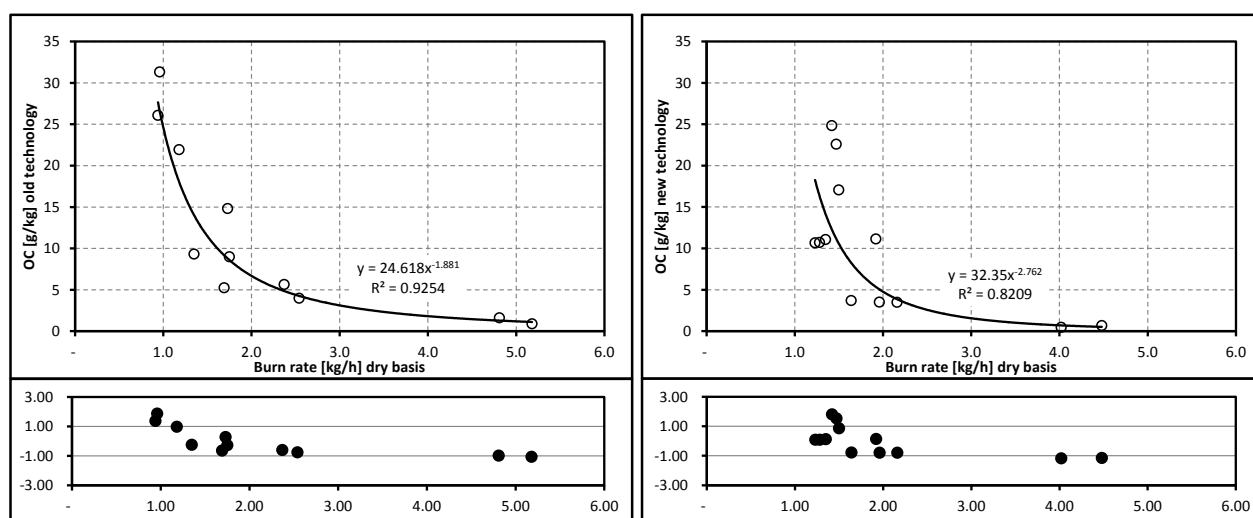 35
30
25
20
15
10
5
0
OC [g/kg] old technology
y = 24.618x^-1.881
R² = 0.9254
- 1.0 2.0 3.0 4.0 5.0 6.0
Burn rate [kg/h] dry basis
3.00
1.00
-1.00
-3.00
- 1.00 2.00 3.00 4.00 5.00 6.00
35
30
25
20
15
10
5
0
OC [g/kg] new technology
y = 32.35x^-2.762
R² = 0.8209
- 1.0 2.0 3.0 4.0 5.0 6.0
Burn rate [kg/h] dry basis
3.00
1.00
-1.00
-3.00
- 1.00 2.00 3.00 4.00 5.00 6.00